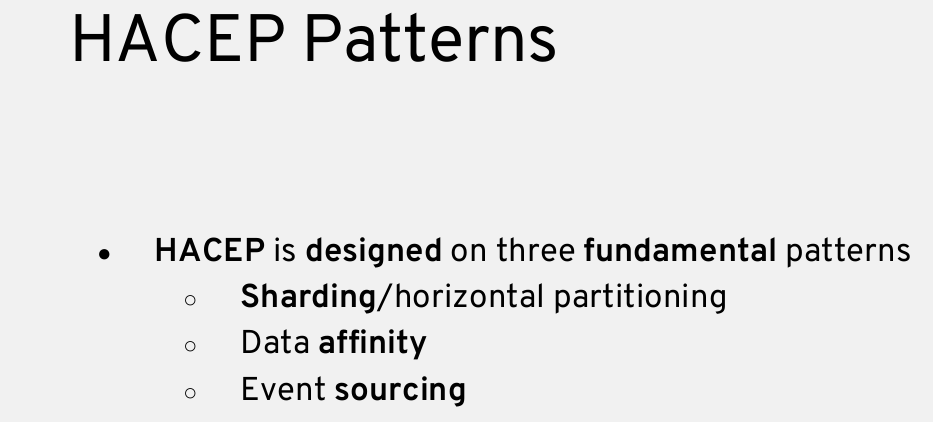 HACEP Patterns
● HACEP is designed on three fundamental patterns
○ Sharding/horizontal partitioning
○ Data affinity
○ Event sourcing